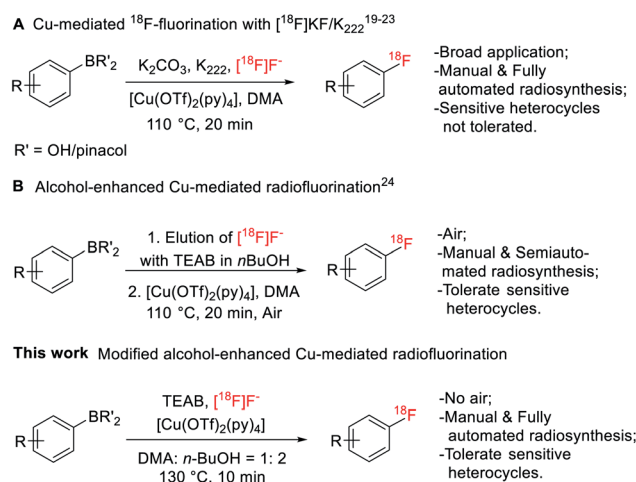 A Cu-mediated ¹⁸F-fluorination with [¹⁸F]KF/K₂₂₂¹⁹⁻²³
BR'₂
R
K₂CO₃, K₂₂₂, [¹⁸F]F⁻
[Cu(OTf)₂(py)₄], DMA
110 °C, 20 min
¹⁸F
R
-Broad application;
-Manual & Fully
automated radiosynthesis;
-Sensitive heterocycles
not tolerated.
R' = OH/pinacol
B Alcohol-enhanced Cu-mediated radiofluorination²⁴
BR'₂
R
1. Elution of [¹⁸F]F⁻
with TEAB in nBuOH
2. [Cu(OTf)₂(py)₄], DMA
110 °C, 20 min, Air
¹⁸F
R
-Air;
-Manual & Semiauto-
mated radiosynthesis;
-Tolerate sensitive
heterocycles.
This work Modified alcohol-enhanced Cu-mediated radiofluorination
BR'₂
R
TEAB, [¹⁸F]F⁻
[Cu(OTf)₂(py)₄]
DMA: n-BuOH = 1: 2
130 °C, 10 min
¹⁸F
R
-No air;
-Manual & Fully
automated radiosynthesis;
-Tolerate sensitive
heterocycles.